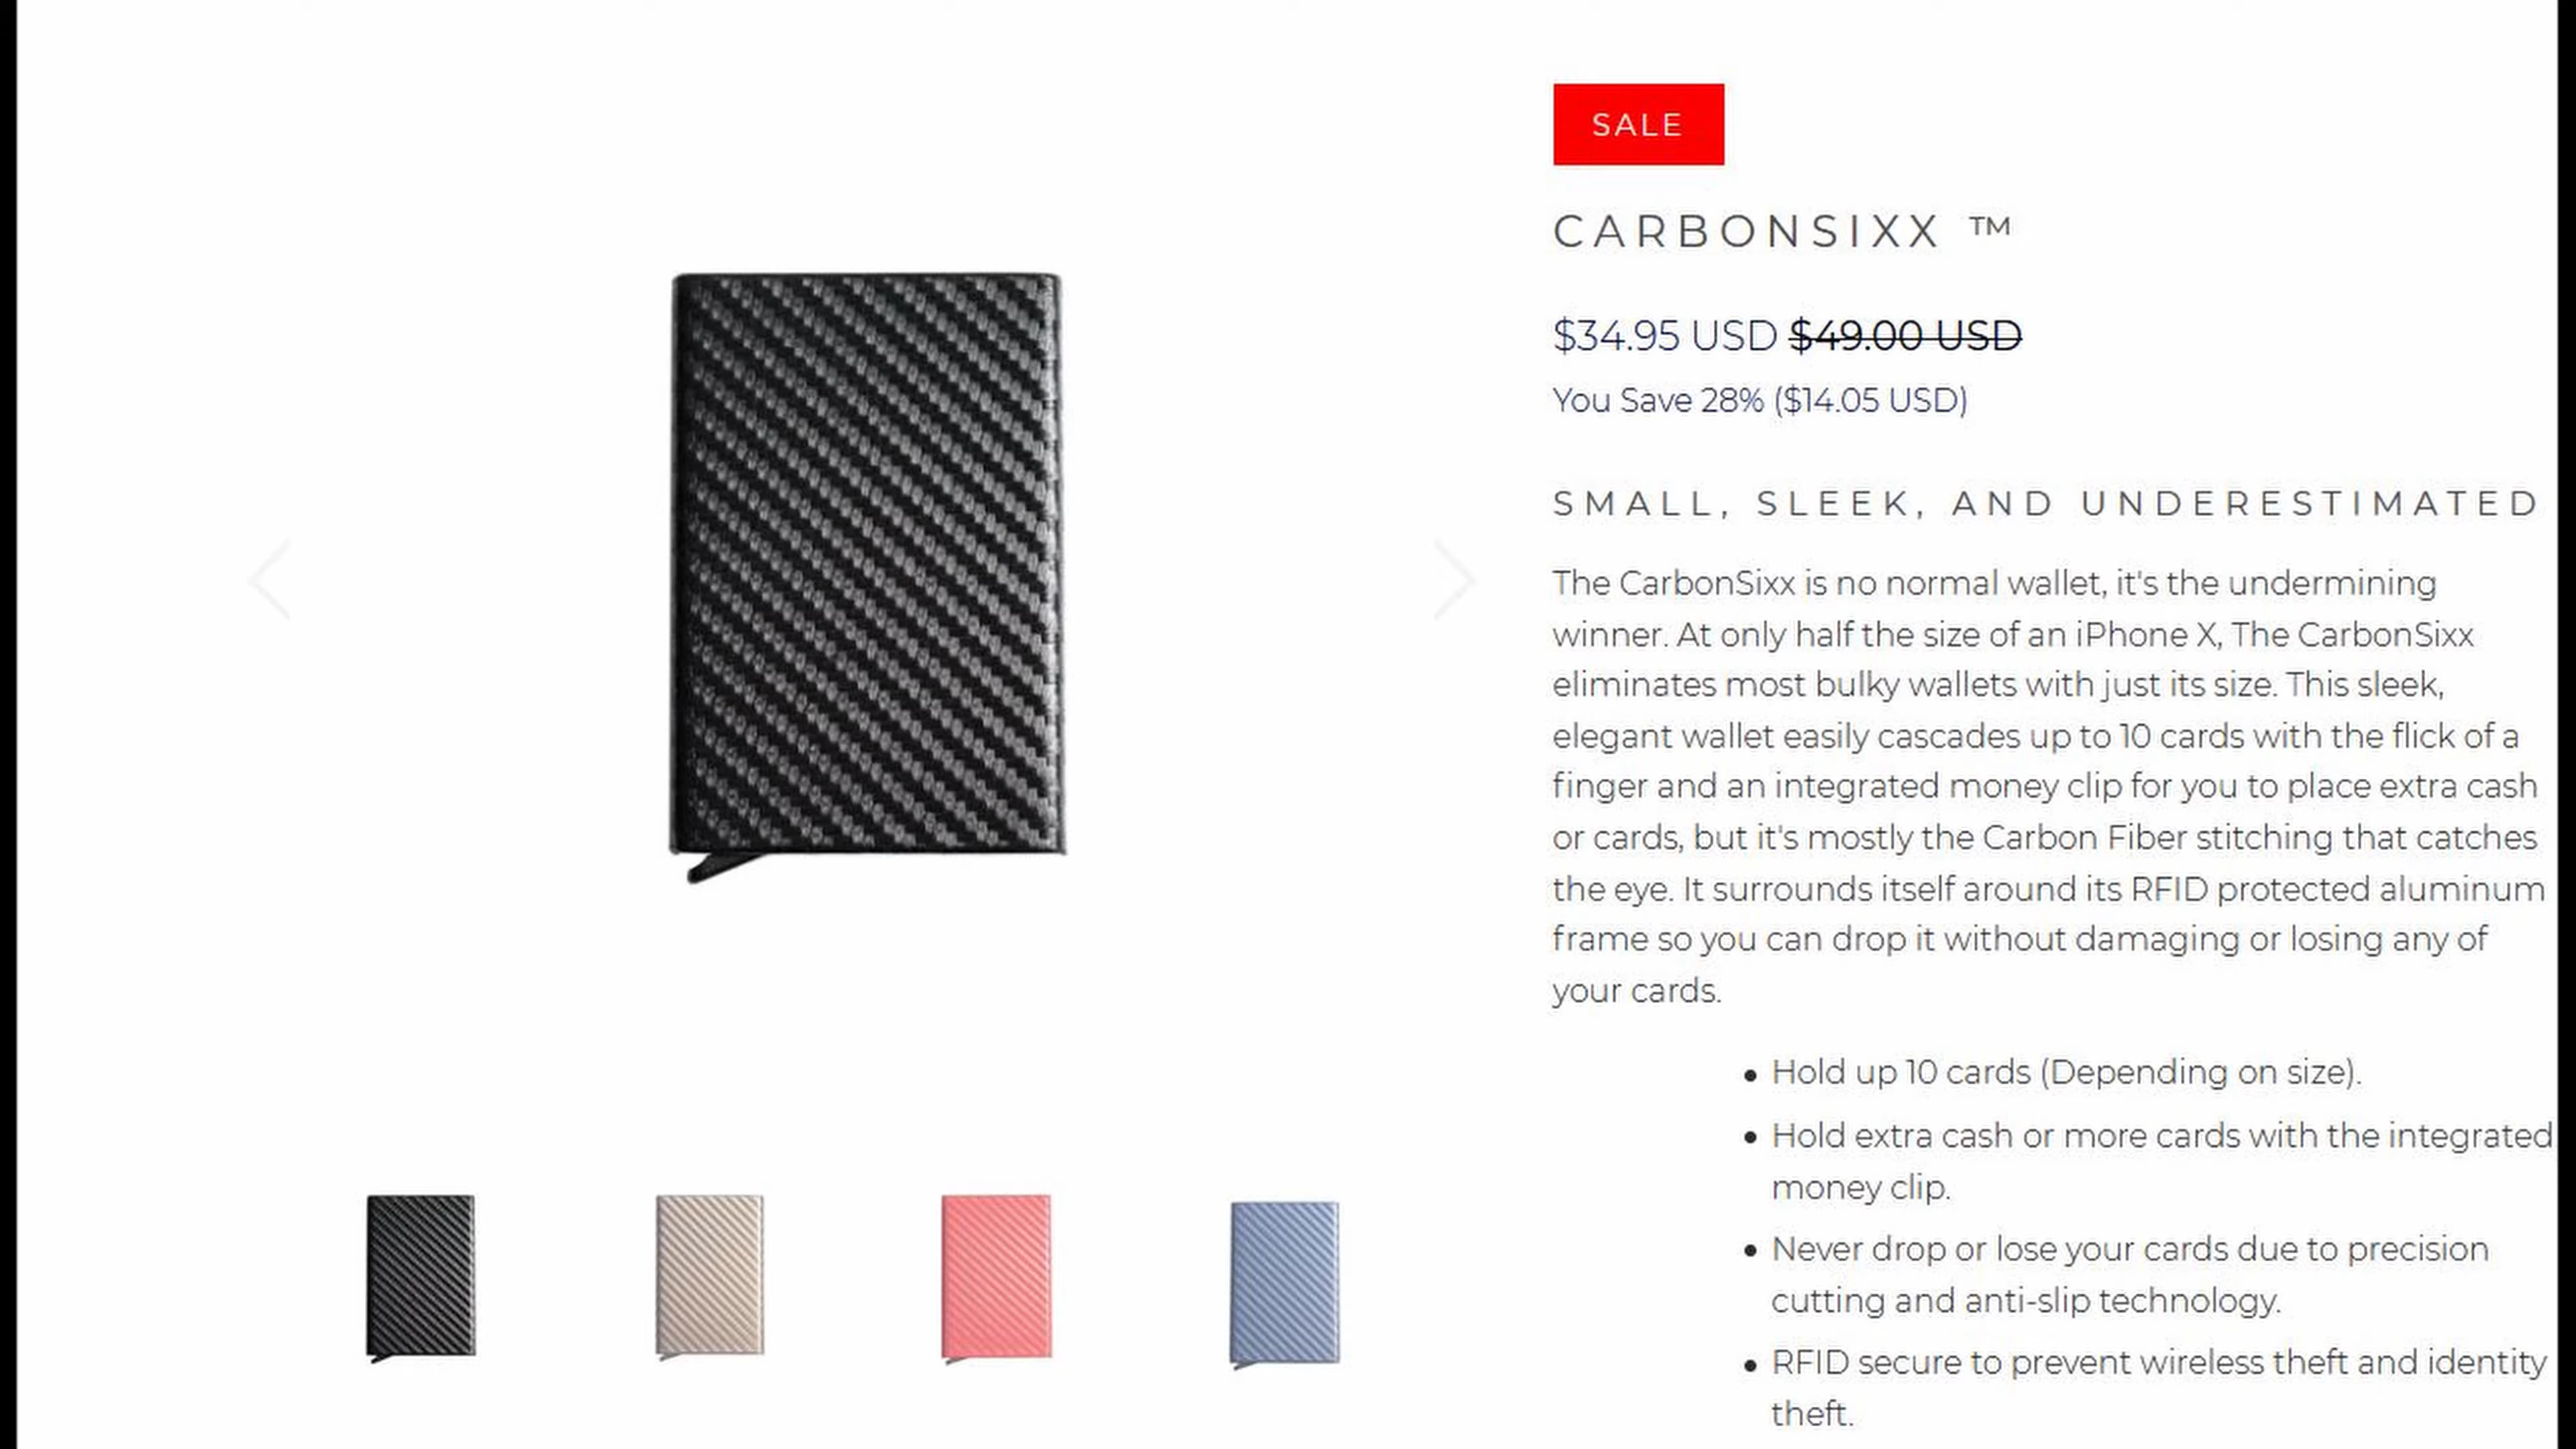 SALE
CARBONSIXX ™
$34.95 USD $49.00 USD
You Save 28% ($14.05 USD)
SMALL, SLEEK, AND UNDERESTIMATED
The CarbonSixx is no normal wallet, it's the undermining
winner. At only half the size of an iPhone X, The CarbonSixx
eliminates most bulky wallets with just its size. This sleek,
elegant wallet easily cascades up to 10 cards with the flick of a
finger and an integrated money clip for you to place extra cash
or cards, but it's mostly the Carbon Fiber stitching that catches
the eye. It surrounds itself around its RFID protected aluminum
frame so you can drop it without damaging or losing any of
your cards.
• Hold up 10 cards (Depending on size).
• Hold extra cash or more cards with the integrated
money clip.
• Never drop or lose your cards due to precision
cutting and anti-slip technology.
• RFID secure to prevent wireless theft and identity
theft.